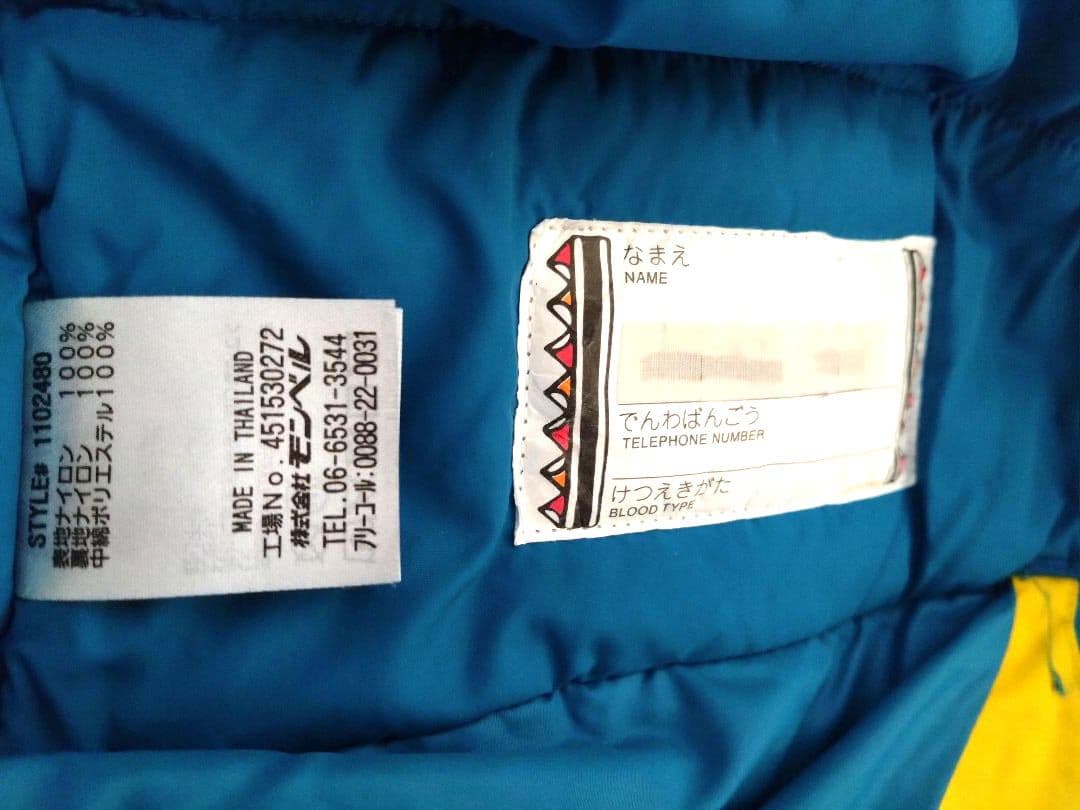 STYLE# 1102480
表地ナイロン 100%
裏地ナイロン 100%
中綿ポリエステル100%
MADE IN THAILAND
工場No. 451530272
株式会社モンベル
TEL.06-6531-3544
フリーコール:0088-22-0031
なまえ
NAME
でんわばんごう
TELEPHONE NUMBER
けつえきがた
BLOOD TYPE